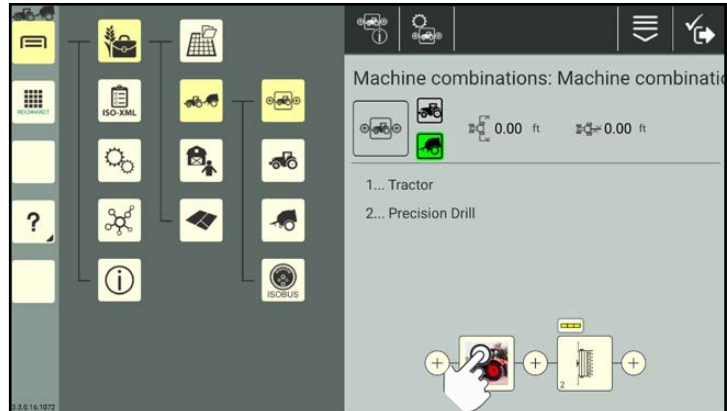 REICHHARDT
ISO-XML
?
ISOBUS
3.3.0.16.1072
Machine combinations: Machine combinatio
0.00 ft
0.00 ft
1... Tractor
2... Precision Drill
2